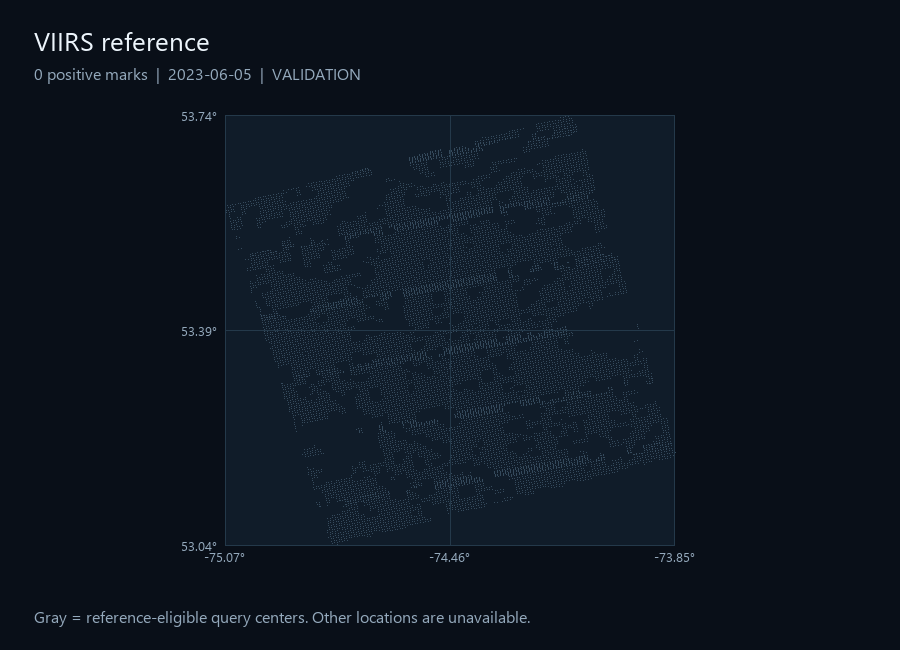 VIIRS reference
0 positive marks | 2023-06-05 | VALIDATION
53.74°
53.39°
53.04°
-75.07°
-74.46°
-73.85°
Gray = reference-eligible query centers. Other locations are unavailable.